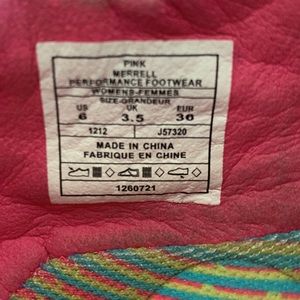 PINK
MERRELL
PERFORMANCE FOOTWEAR
WOMENS-FEMMES
SIZE-GRANDEUR
US UK EUR
6 3.5 36
1212 J57320
MADE IN CHINA
FABRIQUE EN CHINE
1260721